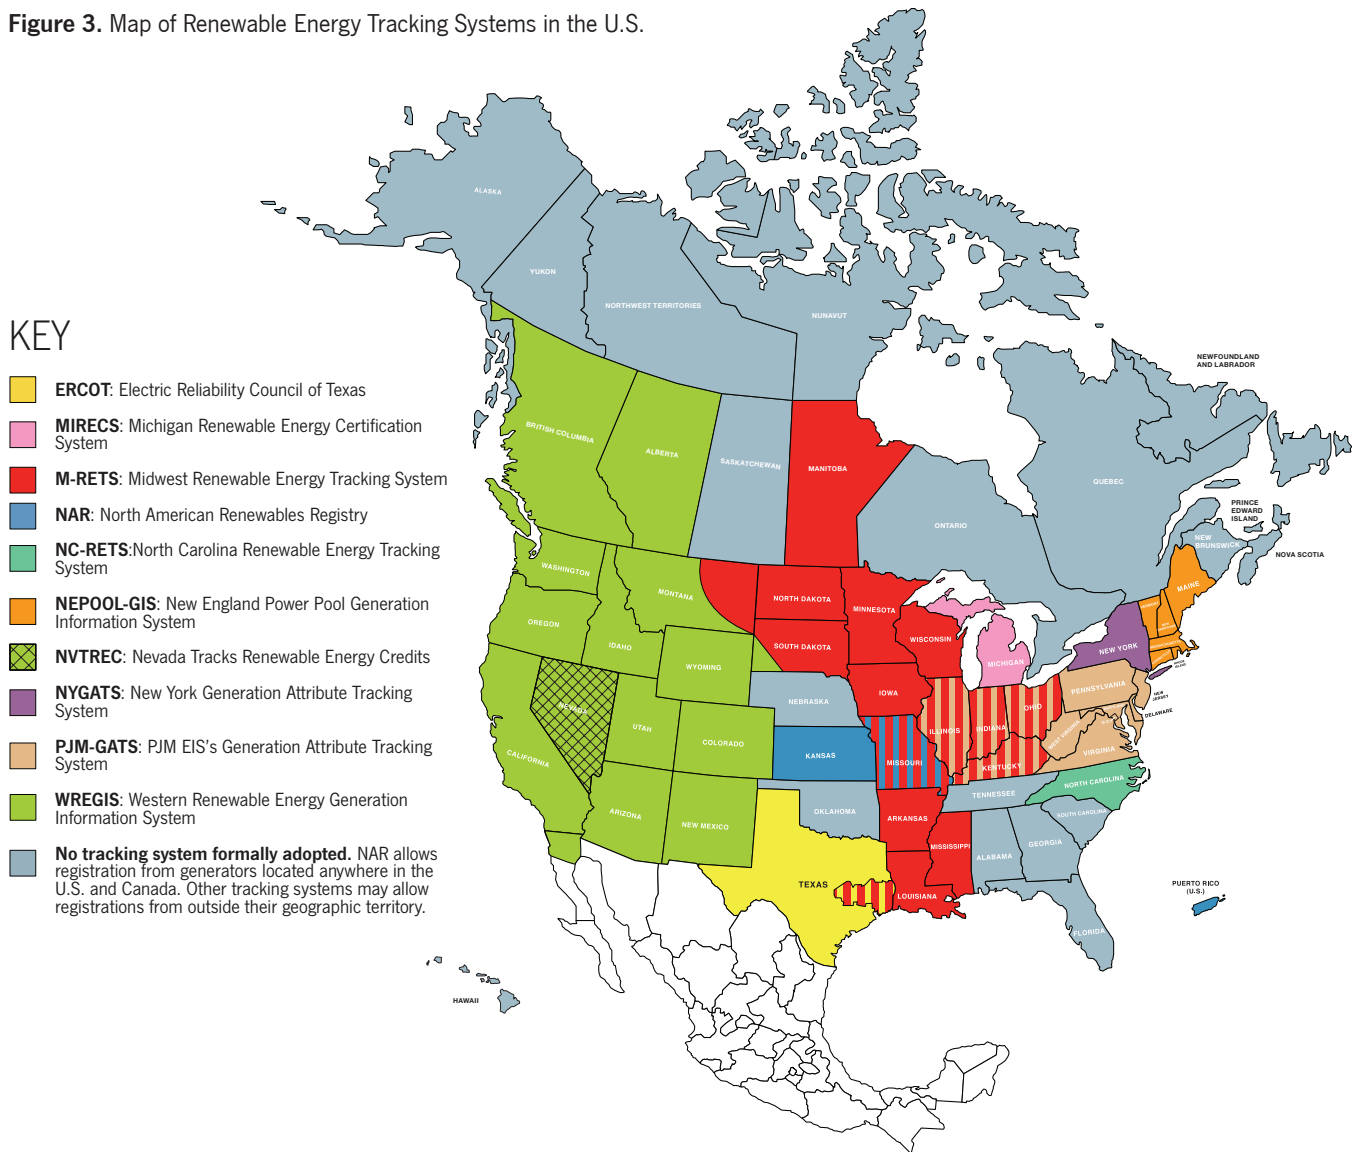 Figure 3. Map of Renewable Energy Tracking Systems in the U.S.
KEY
ERCOT: Electric Reliability Council of Texas
MIRECS: Michigan Renewable Energy Certification
System
M-RETS: Midwest Renewable Energy Tracking System
NAR: North American Renewables Registry
NC-RETS:North Carolina Renewable Energy Tracking
System
NEPOOL-GIS: New England Power Pool Generation
Information System
NVTREC: Nevada Tracks Renewable Energy Credits
NYGATS: New York Generation Attribute Tracking
System
PJM-GATS: PJM EIS's Generation Attribute Tracking
System
WREGIS: Western Renewable Energy Generation
Information System
No tracking system formally adopted. NAR allows
registration from generators located anywhere in the
U.S. and Canada. Other tracking systems may allow
registrations from outside their geographic territory.
ALASKA
YUKON
NORTHWEST TERRITORIES
NUNAVUT
NEWFOUNDLAND
AND LABRADOR
BRITISH COLUMBIA
ALBERTA
SASKATCHEWAN
MANITOBA
ONTARIO
QUEBEC
PRINCE
EDWARD
ISLAND
NEW
BRUNSWICK
NOVA SCOTIA
WASHINGTON
MONTANA
NORTH DAKOTA
MINNESOTA
MAINE
OREGON
IDAHO
WYOMING
SOUTH DAKOTA
WISCONSIN
MICHIGAN
NEW YORK
NEVADA
UTAH
COLORADO
NEBRASKA
IOWA
ILLINOIS
INDIANA
OHIO
PENNSYLVANIA
NEW
JERSEY
DELAWARE
WEST VIRGINIA
VIRGINIA
CALIFORNIA
KANSAS
MISSOURI
KENTUCKY
ARIZONA
NEW MEXICO
OKLAHOMA
ARKANSAS
TENNESSEE
NORTH CAROLINA
SOUTH CAROLINA
TEXAS
LOUISIANA
MISSISSIPPI
ALABAMA
GEORGIA
FLORIDA
PUERTO RICO
(U.S.)
HAWAII